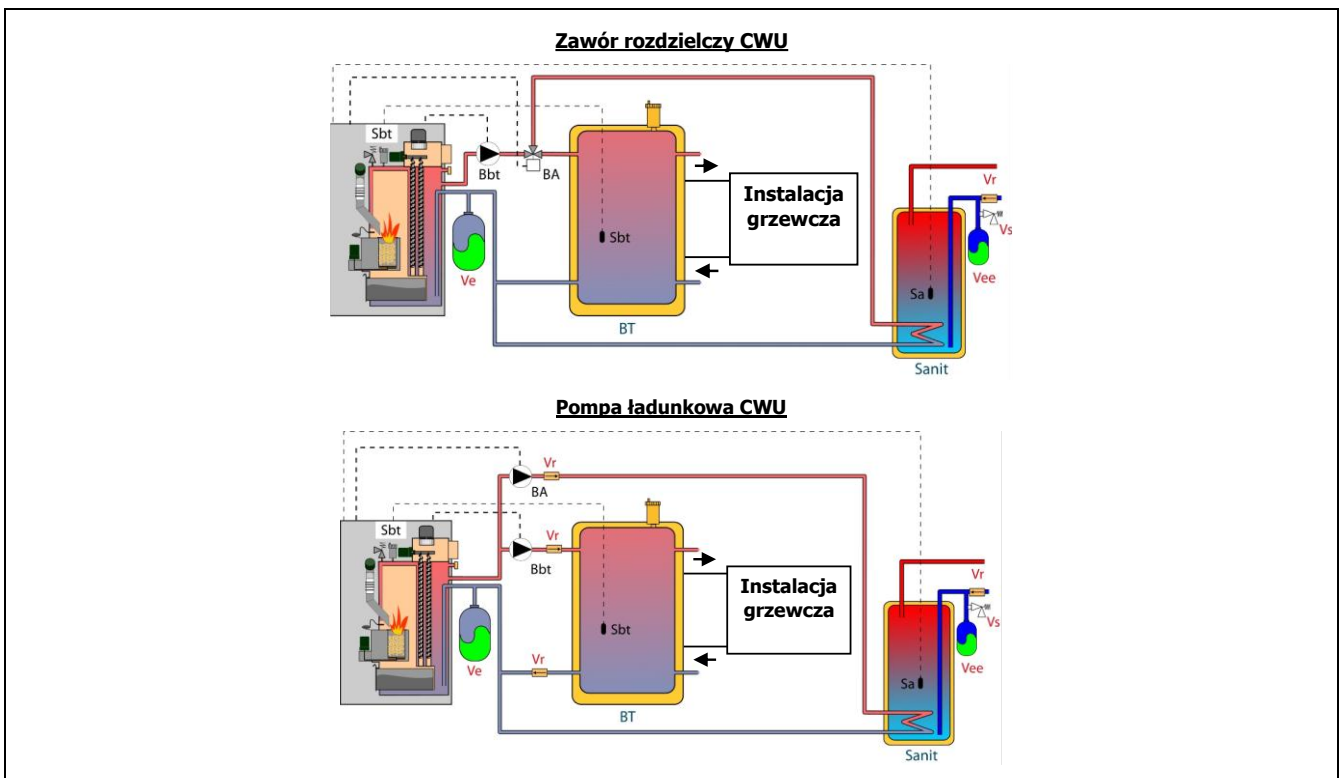 Zawór rozdzielczy CWU
Sbt
Bbt
BA
Instalacja
grzewcza
Vr
Vs
Sbt
Ve
Vee
Sa
BT
Sanit
Pompa ładunkowa CWU
Vr
BA
Sbt
Vr
Bbt
Instalacja
grzewcza
Vr
Vs
Sbt
Ve
Vr
Vee
Sa
BT
Sanit